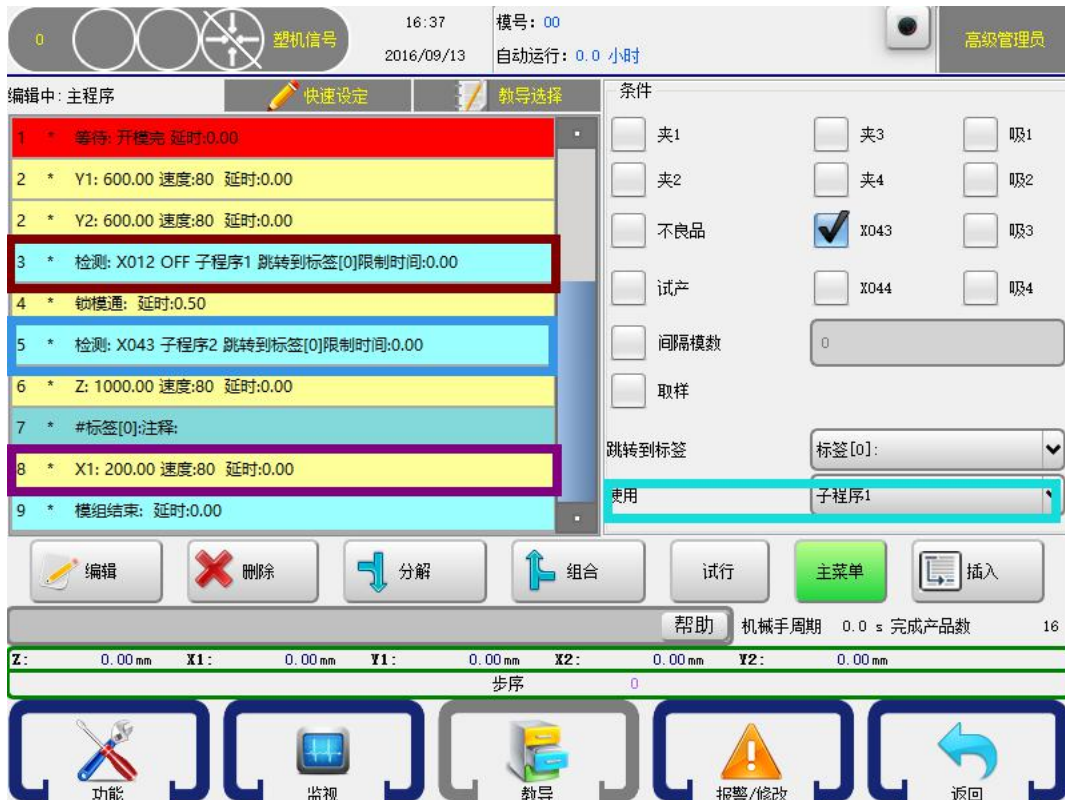 0 塑机信号 16:37 模号: 00 高级管理员
2016/09/13 自动运行: 0.0 小时
编辑中: 主程序 快速设定 教导选择
1 * 等待: 开模完 延时:0.00
2 * Y1: 600.00 速度:80 延时:0.00
2 * Y2: 600.00 速度:80 延时:0.00
3 * 检测: X012 OFF 子程序1 跳转到标签[0]限制时间:0.00
4 * 锁模通: 延时:0.50
5 * 检测: X043 子程序2 跳转到标签[0]限制时间:0.00
6 * Z: 1000.00 速度:80 延时:0.00
7 * #标签[0]:注释:
8 * X1: 200.00 速度:80 延时:0.00
9 * 模组结束: 延时:0.00
条件
夹1 夹3 吸1
夹2 夹4 吸2
不良品 X043 吸3
试产 X044 吸4
间隔模数 0
取样
跳转到标签 标签[0]:
使用 子程序1
编辑 删除 分解 组合 试行 主菜单 插入
帮助 机械手周期 0.0 s 完成产品数 16
Z: 0.00mm X1: 0.00mm Y1: 0.00mm X2: 0.00mm Y2: 0.00mm
步序 0
功能 监视 教导 报警/修改 返回